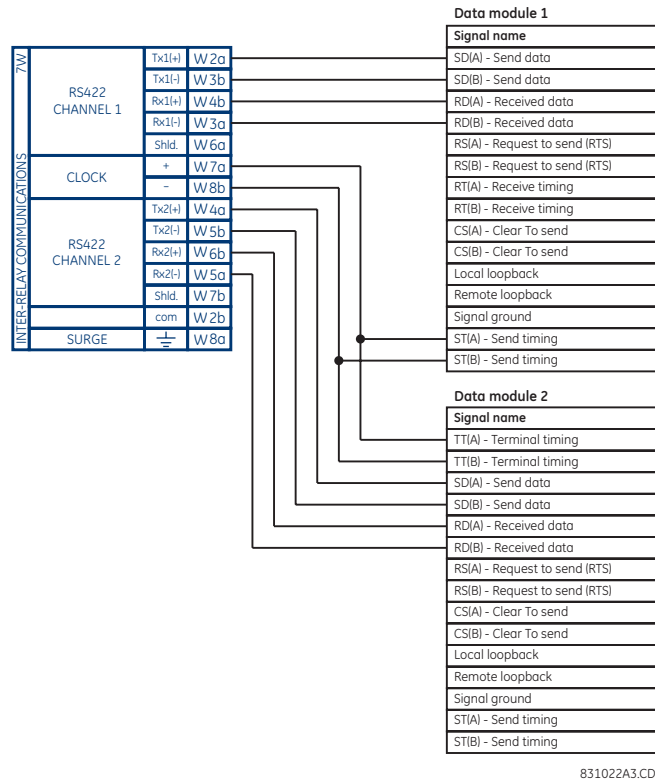 7W
INTER-RELAY COMMUNICATIONS
RS422
CHANNEL 1
Tx1(+) W2a
Tx1(-) W3b
Rx1(+) W4b
Rx1(-) W3a
Shld. W6a
CLOCK
+ W7a
– W8b
RS422
CHANNEL 2
Tx2(+) W4a
Tx2(-) W5b
Rx2(+) W6b
Rx2(-) W5a
Shld. W7b
com W2b
SURGE W8a
Data module 1
Signal name
SD(A) - Send data
SD(B) - Send data
RD(A) - Received data
RD(B) - Received data
RS(A) - Request to send (RTS)
RS(B) - Request to send (RTS)
RT(A) - Receive timing
RT(B) - Receive timing
CS(A) - Clear To send
CS(B) - Clear To send
Local loopback
Remote loopback
Signal ground
ST(A) - Send timing
ST(B) - Send timing
Data module 2
Signal name
TT(A) - Terminal timing
TT(B) - Terminal timing
SD(A) - Send data
SD(B) - Send data
RD(A) - Received data
RD(B) - Received data
RS(A) - Request to send (RTS)
RS(B) - Request to send (RTS)
CS(A) - Clear To send
CS(B) - Clear To send
Local loopback
Remote loopback
Signal ground
ST(A) - Send timing
ST(B) - Send timing
831022A3.CD